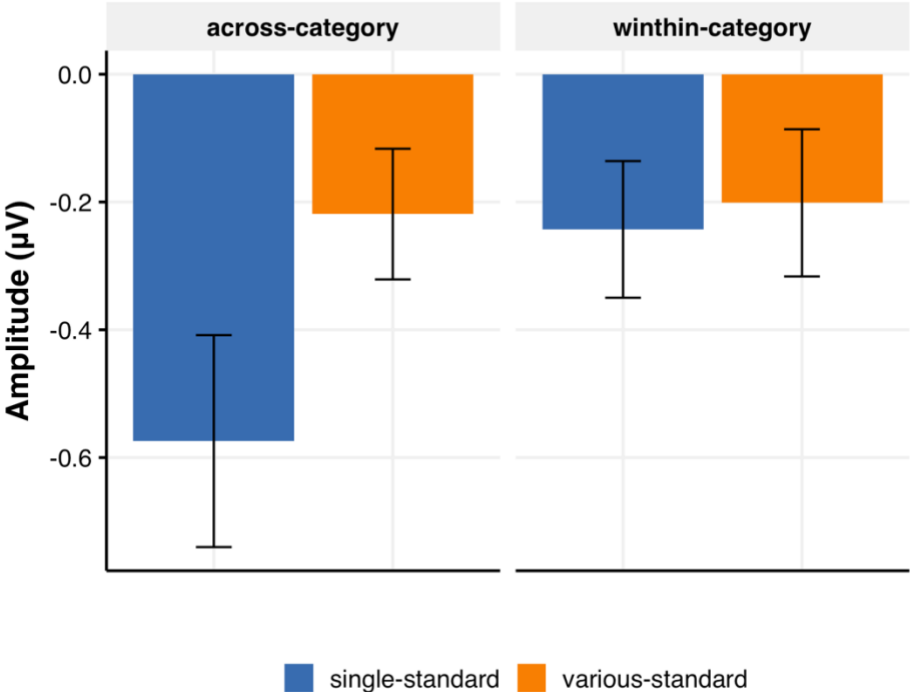 across-category
winthin-category
0.0
-0.2
-0.4
-0.6
Amplitude (µV)
single-standard
various-standard